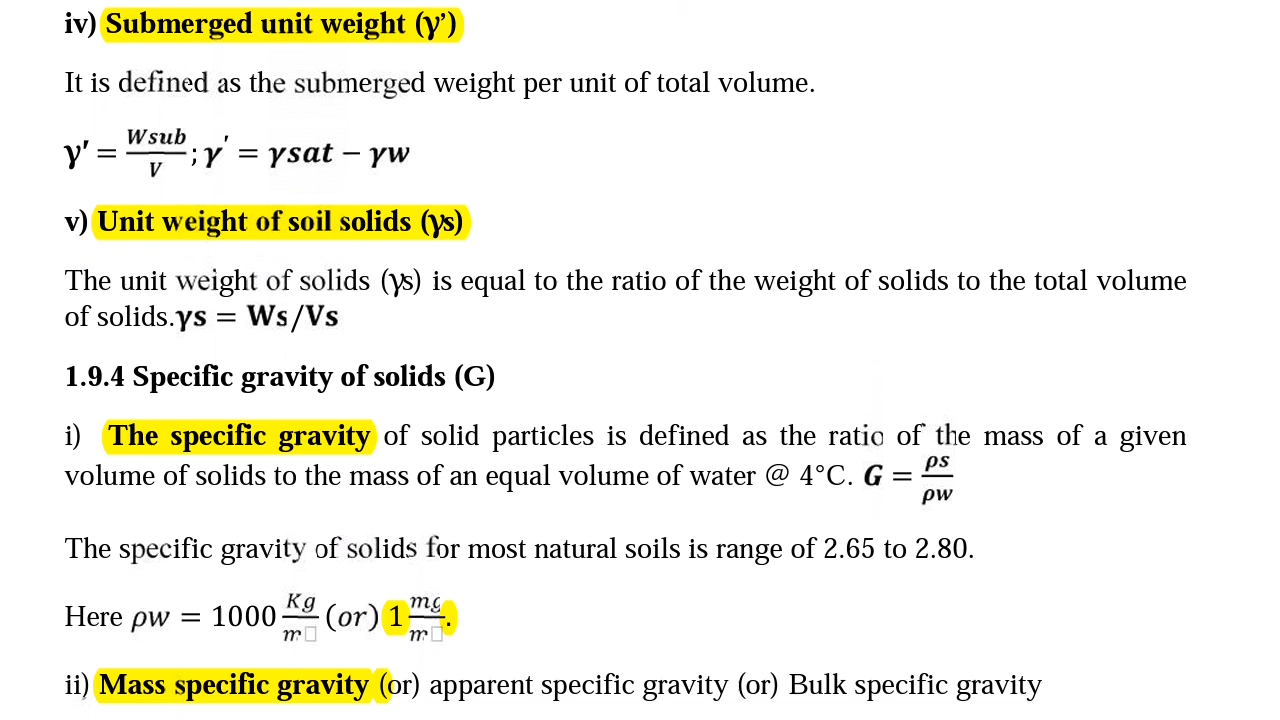 iv) Submerged unit weight (γ’)
It is defined as the submerged weight per unit of total volume.
γ′ = Wsub/V ; γ′ = γsat − γw
v) Unit weight of soil solids (γs)
The unit weight of solids (γs) is equal to the ratio of the weight of solids to the total volume
of solids.γs = Ws/Vs
1.9.4 Specific gravity of solids (G)
i) The specific gravity of solid particles is defined as the ratio of the mass of a given
volume of solids to the mass of an equal volume of water @ 4°C. G = ρs/ρw
The specific gravity of solids for most natural soils is range of 2.65 to 2.80.
Here ρw = 1000 Kg/m□ (or) 1 mg/m□.
ii) Mass specific gravity (or) apparent specific gravity (or) Bulk specific gravity